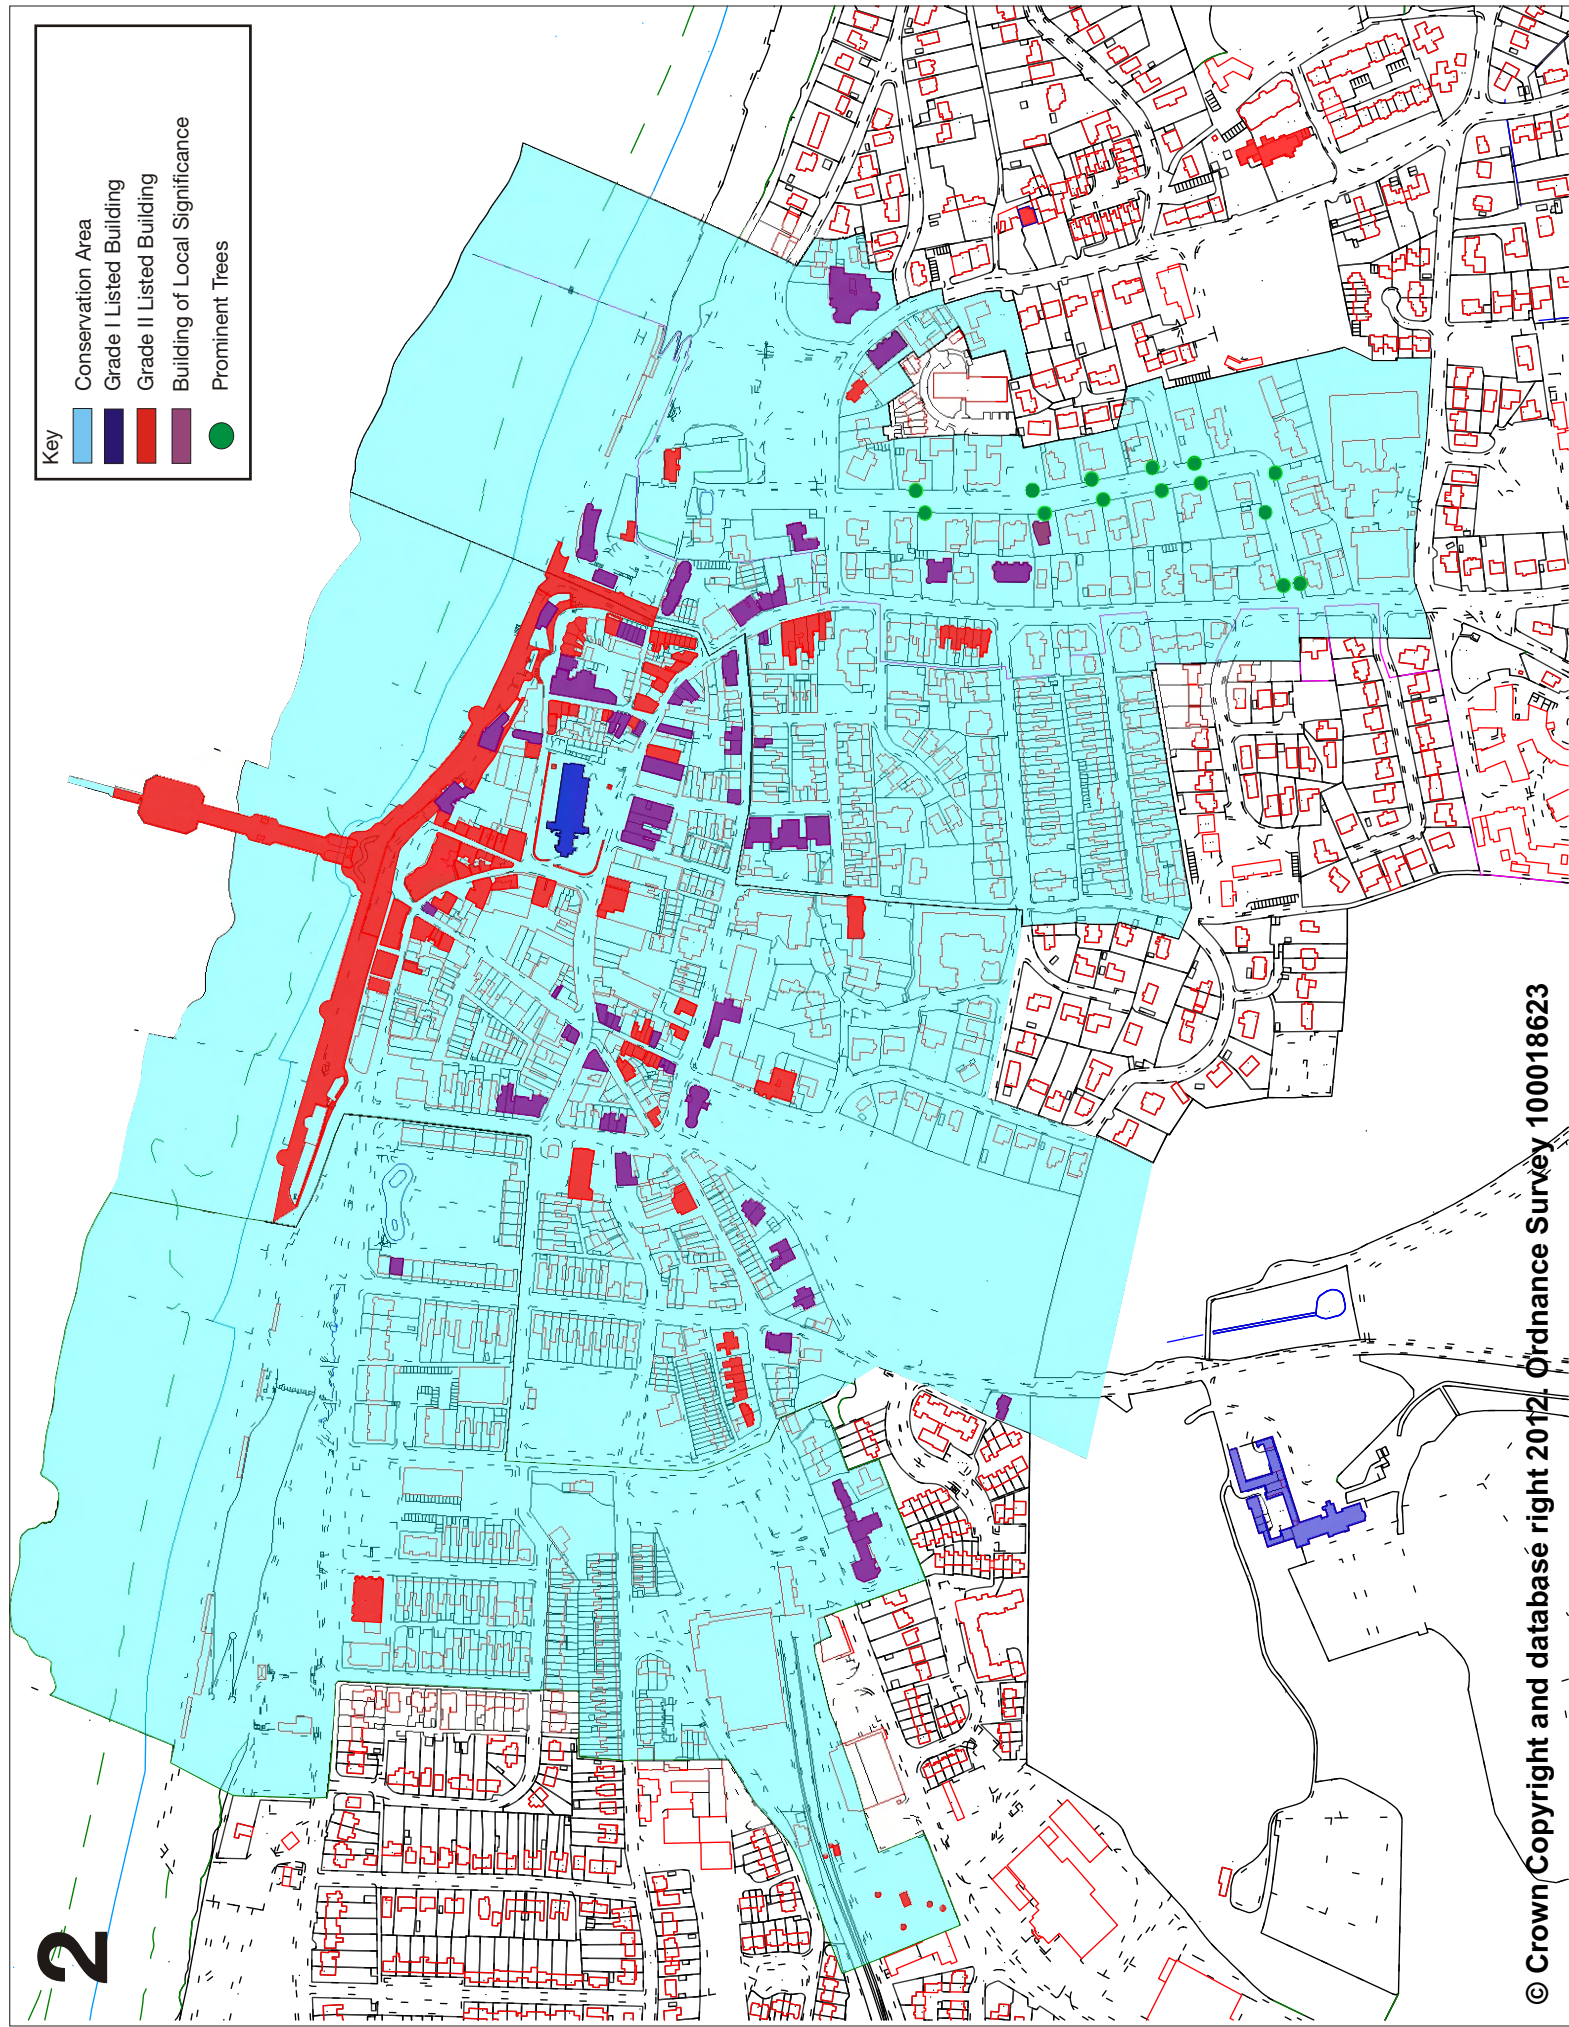 Key
Conservation Area
Grade I Listed Building
Grade II Listed Building
Building of Local Significance
Prominent Trees
2
© Crown Copyright and database right 2012. Ordnance Survey 100018623